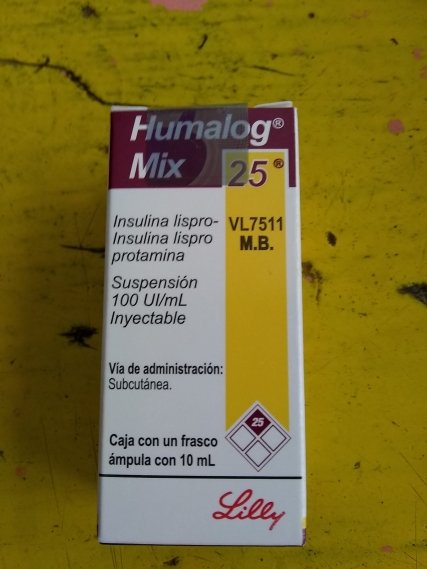 Humalog®
Mix 25®
Insulina lispro-
Insulina lispro
protamina
VL7511
M.B.
Suspensión
100 UI/mL
Inyectable
Vía de administración:
Subcutánea.
25
Caja con un frasco
ámpula con 10 mL
Lilly